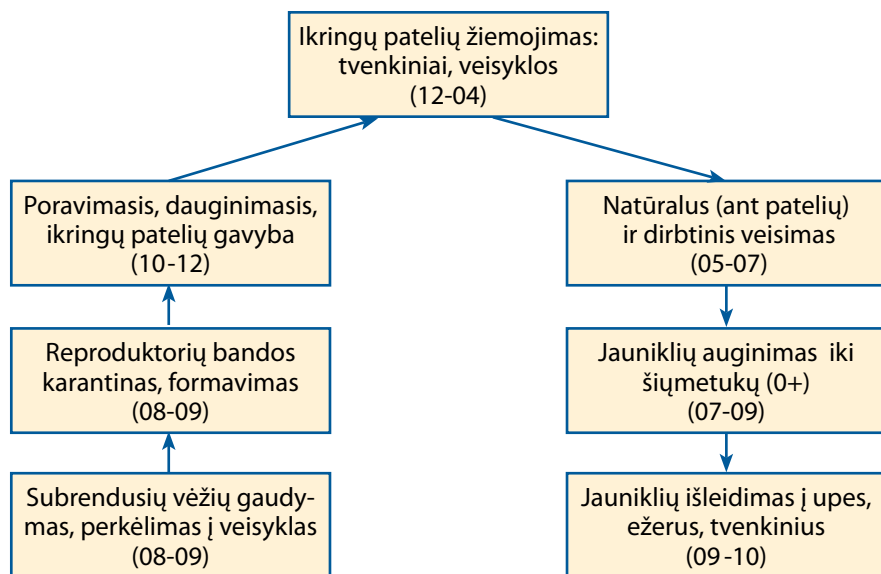 Ikringų patelių žiemojimas:
tvenkiniai, veisyklos
(12-04)
Poravimasis, dauginimasis,
ikringų patelių gavyba
(10-12)
Natūralus (ant patelių)
ir dirbtinis veisimas
(05-07)
Reproduktorių bandos
karantinas, formavimas
(08-09)
Jauniklių auginimas iki
šiųmetukų (0+)
(07-09)
Subrendusių vėžių gaudy-
mas, perkėlimas į veisyklas
(08-09)
Jauniklių išleidimas į upes,
ežerus, tvenkinius
(09-10)